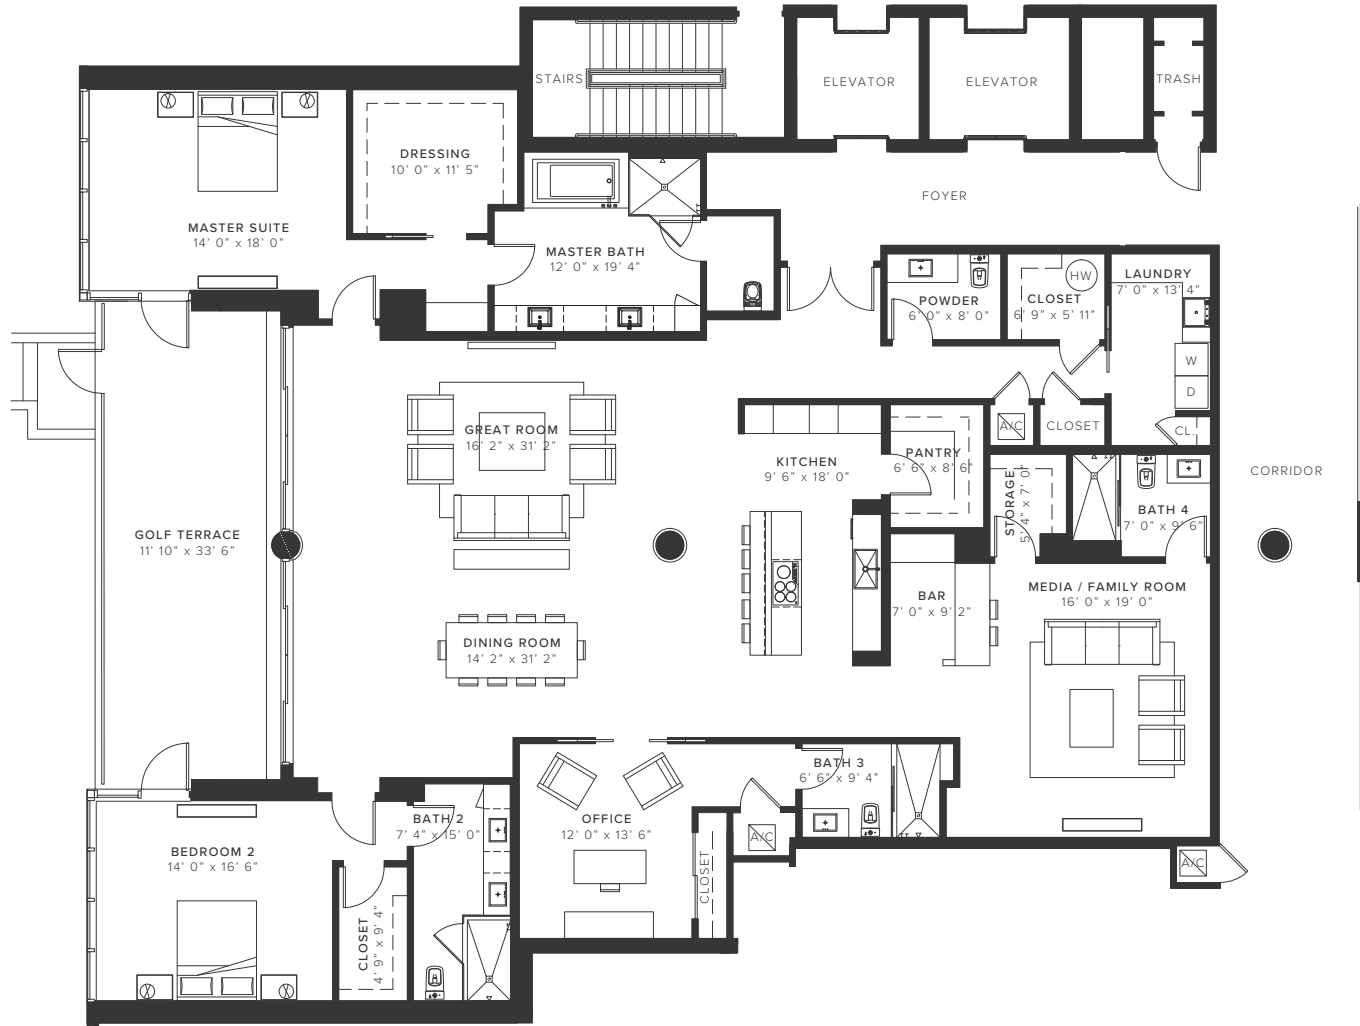 STAIRS
ELEVATOR
ELEVATOR
TRASH
DRESSING
10' 0" x 11' 5"
FOYER
MASTER SUITE
14' 0" x 18' 0"
MASTER BATH
12' 0" x 19' 4"
HW
LAUNDRY
7' 0" x 13' 4"
POWDER
6' 0" x 8' 0"
CLOSET
6' 9" x 5' 11"
W
D
GREAT ROOM
16' 2" x 31' 2"
A/C
CLOSET
CL.
KITCHEN
9' 6" x 18' 0"
PANTRY
6' 6" x 8' 6"
CORRIDOR
STORAGE
5' 4" x 7' 0"
BATH 4
7' 0" x 9' 6"
GOLF TERRACE
11' 10" x 33' 6"
BAR
7' 0" x 9' 2"
MEDIA / FAMILY ROOM
16' 0" x 19' 0"
DINING ROOM
14' 2" x 31' 2"
BATH 3
6' 6" x 9' 4"
BATH 2
7' 4" x 15' 0"
OFFICE
12' 0" x 13' 6"
A/C
BEDROOM 2
14' 0" x 16' 6"
CLOSET
A/C
CLOSET
4' 9" x 9' 4"